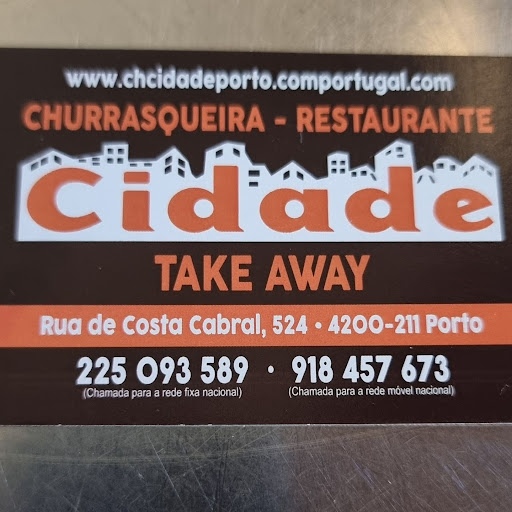 www.chcidadeporto.comportugal.com
CHURRASQUEIRA - RESTAURANTE
Cidade
TAKE AWAY
Rua de Costa Cabral, 524 • 4200-211 Porto
225 093 589 • 918 457 673
(Chamada para a rede fixa nacional) (Chamada para a rede móvel nacional)